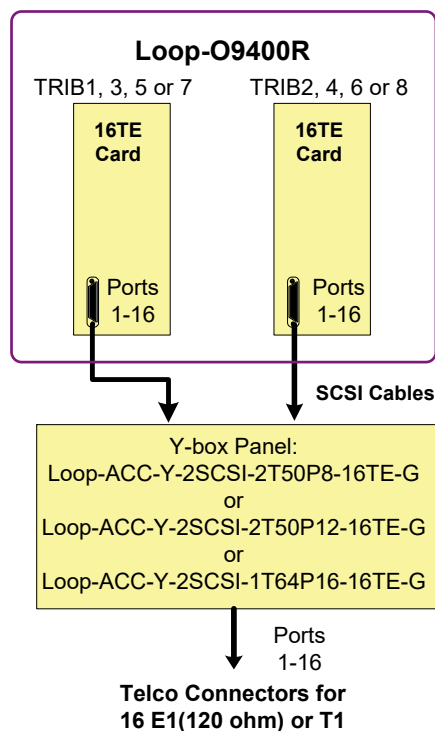 Loop-O9400R
TRIB1, 3, 5 or 7
TRIB2, 4, 6 or 8
16TE
Card
16TE
Card
Ports
1-16
Ports
1-16
SCSI Cables
Y-box Panel:
Loop-ACC-Y-2SCSI-2T50P8-16TE-G
or
Loop-ACC-Y-2SCSI-2T50P12-16TE-G
or
Loop-ACC-Y-2SCSI-1T64P16-16TE-G
Ports
1-16
Telco Connectors for
16 E1(120 ohm) or T1